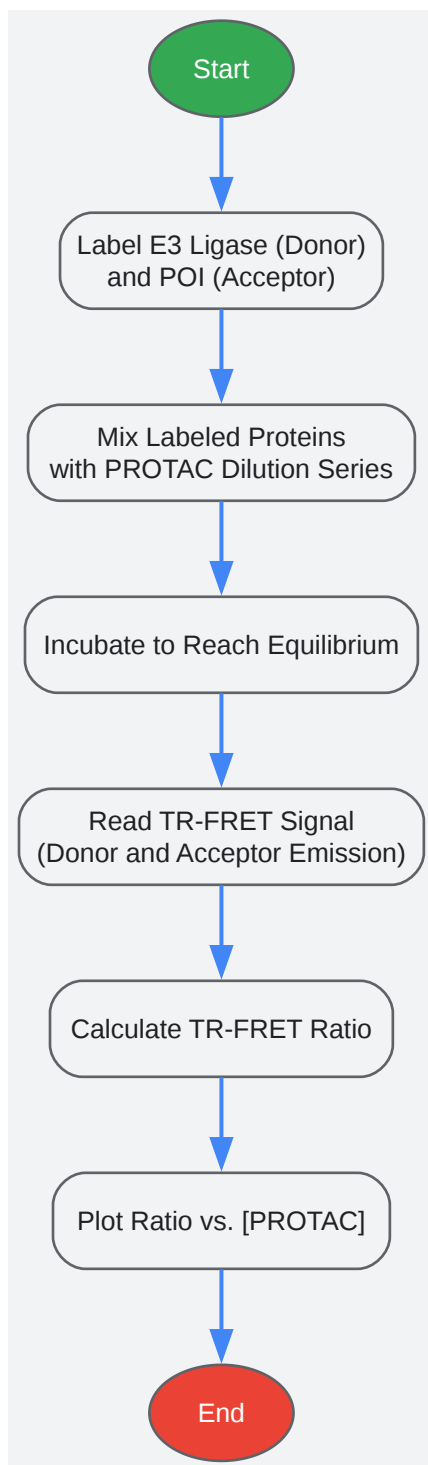 Start
Label E3 Ligase (Donor)
and POI (Acceptor)
Mix Labeled Proteins
with PROTAC Dilution Series
Incubate to Reach Equilibrium
Read TR-FRET Signal
(Donor and Acceptor Emission)
Calculate TR-FRET Ratio
Plot Ratio vs. [PROTAC]
End